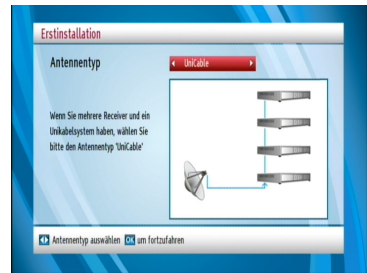 Erstinstallation
Antennentyp
UniCable
Wenn Sie mehrere Receiver und ein
Unikabelsystem haben, wählen Sie
bitte den Antennentyp 'UniCable'
Antennentyp auswählen OK um fortzufahren